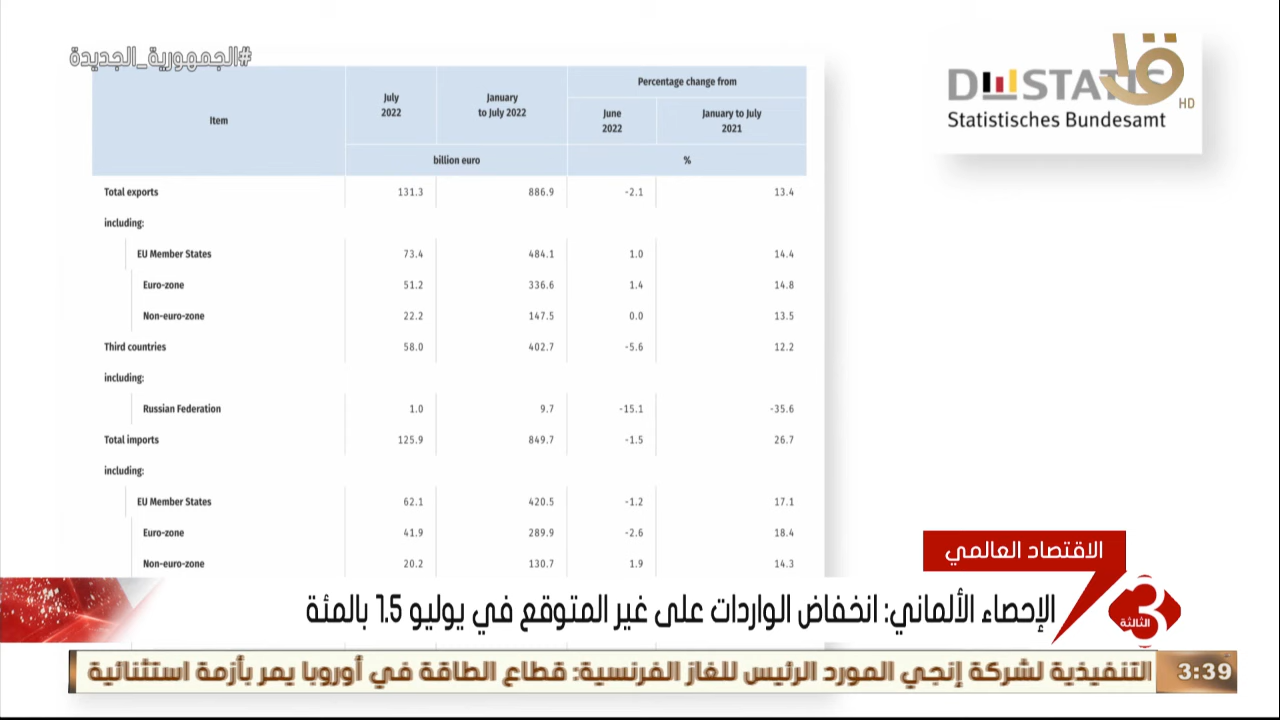 #الجمهورية_الجديدة
HD
DESTATIS
Statistisches Bundesamt
Item
July 2022
January to July 2022
Percentage change from
June 2022
January to July 2021
billion euro
%
Total exports 131.3 886.9 -2.1 13.4
including:
EU Member States 73.4 484.1 1.0 14.4
Euro-zone 51.2 336.6 1.4 14.8
Non-euro-zone 22.2 147.5 0.0 13.5
Third countries 58.0 402.7 -5.6 12.2
including:
Russian Federation 1.0 9.7 -15.1 -35.6
Total imports 125.9 849.7 -1.5 26.7
including:
EU Member States 62.1 420.5 -1.2 17.1
Euro-zone 41.9 289.9 -2.6 18.4
Non-euro-zone 20.2 130.7 1.9 14.3
الاقتصاد العالمي
3 الثالثة
الإحصاء الألماني: انخفاض الواردات على غير المتوقع في يوليو 1.5 بالمئة
3:39
التنفيذية لشركة إنجي المورد الرئيس للغاز الفرنسية: قطاع الطاقة في أوروبا يمر بأزمة استثنائية